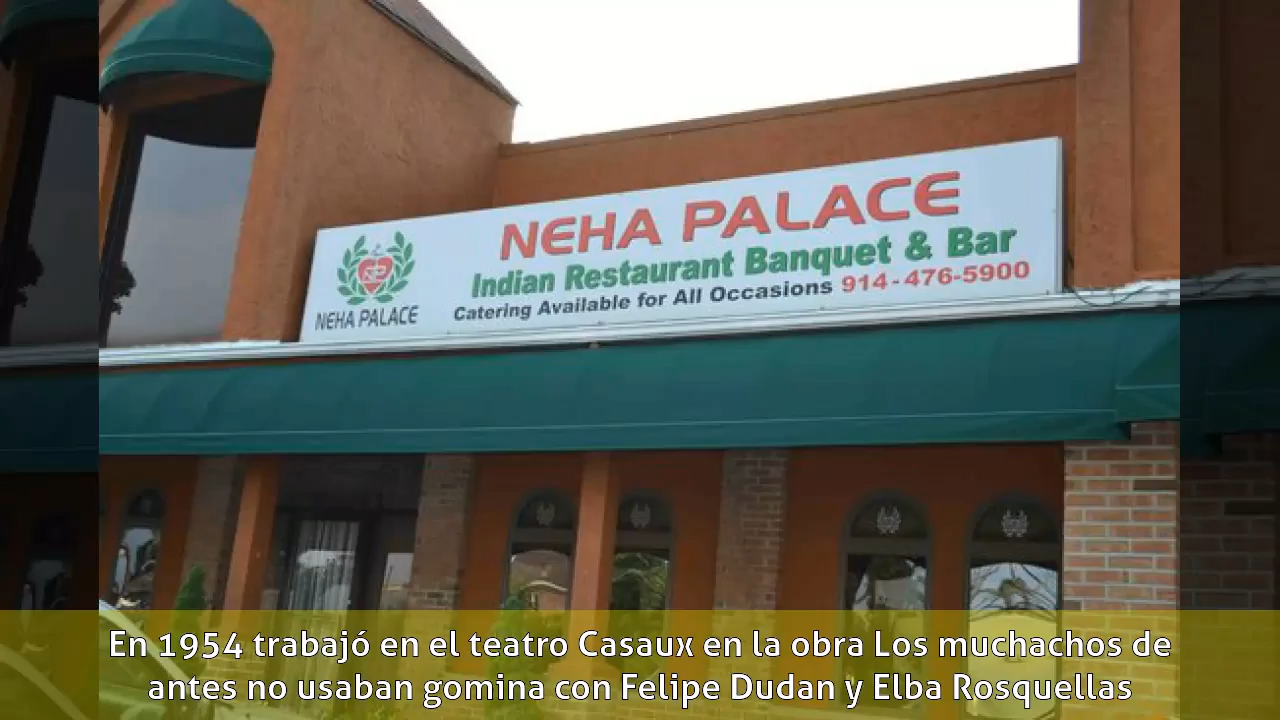 NEHA PALACE
Indian Restaurant Banquet & Bar
Catering Available for All Occasions 914-476-5900
NP
NEHA PALACE
En 1954 trabajó en el teatro Casaux en la obra Los muchachos de
antes no usaban gomina con Felipe Dudan y Elba Rosquellas